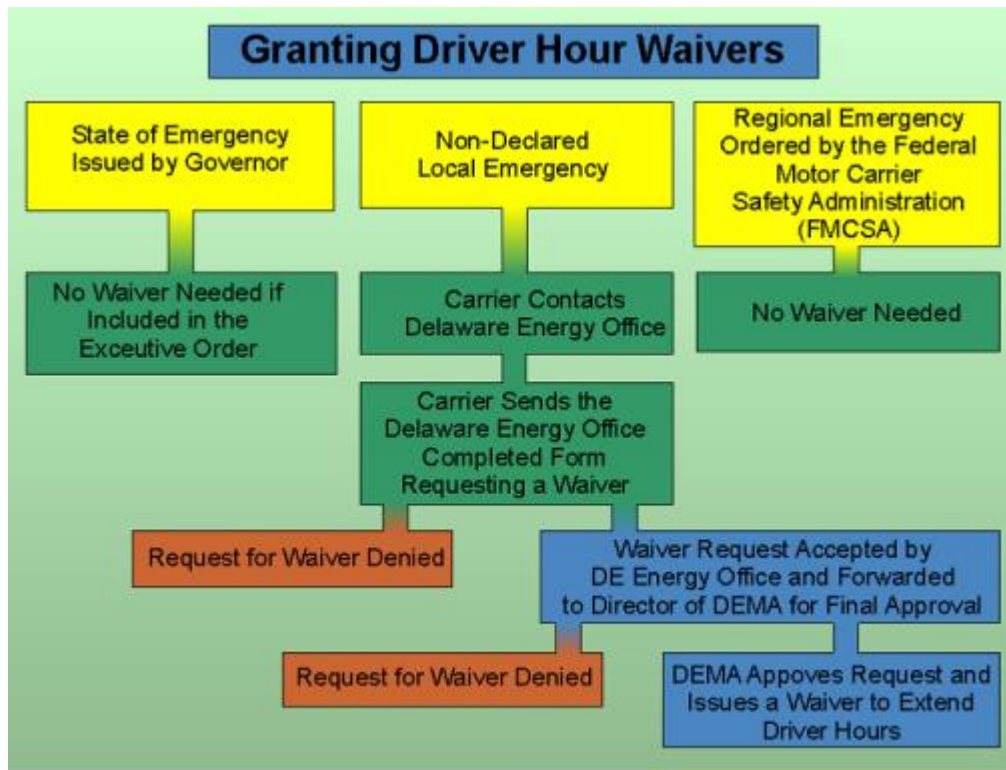 Granting Driver Hour Waivers
State of Emergency
Issued by Governor
Non-Declared
Local Emergency
Regional Emergency
Ordered by the Federal
Motor Carrier
Safety Administration
(FMCSA)
No Waiver Needed if
Included in the
Exceutive Order
Carrier Contacts
Delaware Energy Office
No Waiver Needed
Carrier Sends the
Delaware Energy Office
Completed Form
Requesting a Waiver
Request for Waiver Denied
Waiver Request Accepted by
DE Energy Office and Forwarded
to Director of DEMA for Final Approval
Request for Waiver Denied
DEMA Appoves Request and
Issues a Waiver to Extend
Driver Hours